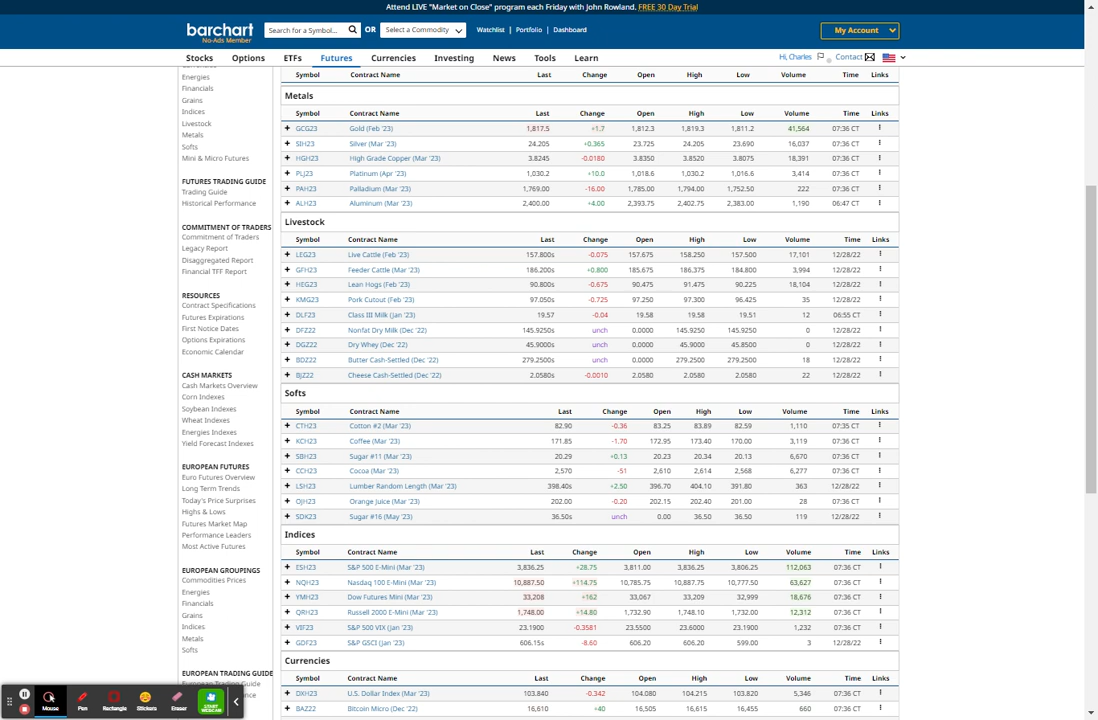 Attend LIVE "Market on Close" program each Friday with John Rowland. FREE 30 Day Trial
barchart
No-Ads Member
Search for a Symbol... OR Select a Commodity Watchlist | Portfolio | Dashboard My Account
Stocks Options ETFs Futures Currencies Investing News Tools Learn Hi, Charles Contact
Energies
Financials
Grains
Indices
Livestock
Metals
Softs
Mini & Micro Futures
FUTURES TRADING GUIDE
Trading Guide
Historical Performance
COMMITMENT OF TRADERS
Commitment of Traders
Legacy Report
Disaggregated Report
Financial TFF Report
RESOURCES
Contract Specifications
Futures Expirations
First Notice Dates
Options Expirations
Economic Calendar
CASH MARKETS
Cash Markets Overview
Corn Indexes
Soybean Indexes
Wheat Indexes
Energies Indexes
Yield Forecast Indexes
EUROPEAN FUTURES
Euro Futures Overview
Long Term Trends
Today's Price Surprises
Highs & Lows
Futures Market Map
Performance Leaders
Most Active Futures
EUROPEAN GROUPINGS
Commodities Prices
Energies
Financials
Grains
Indices
Metals
Softs
EUROPEAN TRADING GUIDE
Symbol Contract Name Last Change Open High Low Volume Time Links
Metals
Symbol Contract Name Last Change Open High Low Volume Time Links
+ GCG23 Gold (Feb '23) 1,817.5 +1.7 1,812.3 1,819.3 1,811.2 41,564 07:36 CT
+ SIH23 Silver (Mar '23) 24.205 +0.365 23.725 24.205 23.690 16,037 07:36 CT
+ HGH23 High Grade Copper (Mar '23) 3.8245 -0.0180 3.8350 3.8520 3.8075 18,391 07:36 CT
+ PLJ23 Platinum (Apr '23) 1,030.2 +10.0 1,018.6 1,030.2 1,016.6 3,414 07:36 CT
+ PAH23 Palladium (Mar '23) 1,769.00 -16.00 1,785.00 1,794.00 1,752.50 222 07:36 CT
+ ALH23 Aluminum (Mar '23) 2,400.00 +4.00 2,393.75 2,402.75 2,383.00 1,190 06:47 CT
Livestock
Symbol Contract Name Last Change Open High Low Volume Time Links
+ LEG23 Live Cattle (Feb '23) 157.800s -0.075 157.675 158.250 157.500 17,101 12/28/22
+ GFH23 Feeder Cattle (Mar '23) 186.200s +0.800 185.675 186.375 184.800 3,994 12/28/22
+ HEG23 Lean Hogs (Feb '23) 90.800s -0.675 90.475 91.475 90.225 18,104 12/28/22
+ KMG23 Pork Cutout (Feb '23) 97.050s -0.725 97.250 97.300 96.425 35 12/28/22
+ DLF23 Class III Milk (Jan '23) 19.57 -0.04 19.58 19.58 19.51 12 06:55 CT
+ DFZ22 Nonfat Dry Milk (Dec '22) 145.9250s unch 0.0000 145.9250 145.9250 0 12/28/22
+ DGZ22 Dry Whey (Dec '22) 45.9000s unch 0.0000 45.9000 45.8500 0 12/28/22
+ BDZ22 Butter Cash-Settled (Dec '22) 279.2500s unch 0.0000 279.2500 279.2500 18 12/28/22
+ BJZ22 Cheese Cash-Settled (Dec '22) 2.0580s -0.0010 2.0580 2.0580 2.0580 22 12/28/22
Softs
Symbol Contract Name Last Change Open High Low Volume Time Links
+ CTH23 Cotton #2 (Mar '23) 82.90 -0.36 83.25 83.89 82.59 1,110 07:35 CT
+ KCH23 Coffee (Mar '23) 171.85 -1.70 172.95 173.40 170.00 3,119 07:36 CT
+ SBH23 Sugar #11 (Mar '23) 20.29 +0.13 20.23 20.34 20.13 6,670 07:36 CT
+ CCH23 Cocoa (Mar '23) 2,570 -51 2,610 2,614 2,568 6,277 07:36 CT
+ LSH23 Lumber Random Length (Mar '23) 398.40s +2.50 396.70 404.10 391.80 363 12/28/22
+ OJH23 Orange Juice (Mar '23) 202.00 -0.20 202.15 202.40 201.00 28 07:36 CT
+ SDK23 Sugar #16 (May '23) 36.50s unch 0.00 36.50 36.50 119 12/28/22
Indices
Symbol Contract Name Last Change Open High Low Volume Time Links
+ ESH23 S&P 500 E-Mini (Mar '23) 3,836.25 +28.75 3,811.00 3,836.25 3,806.25 112,063 07:36 CT
+ NQH23 Nasdaq 100 E-Mini (Mar '23) 10,887.50 +114.75 10,785.75 10,887.75 10,777.50 63,627 07:36 CT
+ YMH23 Dow Futures Mini (Mar '23) 33,208 +162 33,067 33,209 32,999 18,676 07:36 CT
+ QRH23 Russell 2000 E-Mini (Mar '23) 1,748.00 +14.80 1,732.90 1,748.10 1,732.00 12,312 07:36 CT
+ VIF23 S&P 500 VIX (Jan '23) 23.1900 -0.3581 23.5500 23.6000 23.1900 1,232 07:36 CT
+ GDF23 S&P GSCI (Jan '23) 606.15s -8.60 606.20 606.20 599.00 3 12/28/22
Currencies
Symbol Contract Name Last Change Open High Low Volume Time Links
+ DXH23 U.S. Dollar Index (Mar '23) 103.840 -0.342 104.080 104.215 103.820 5,346 07:36 CT
+ BAZ22 Bitcoin Micro (Dec '22) 16,610 +40 16,505 16,615 16,455 660 07:36 CT
Mouse Pen Rectangle Stickers Eraser START WEBCAM